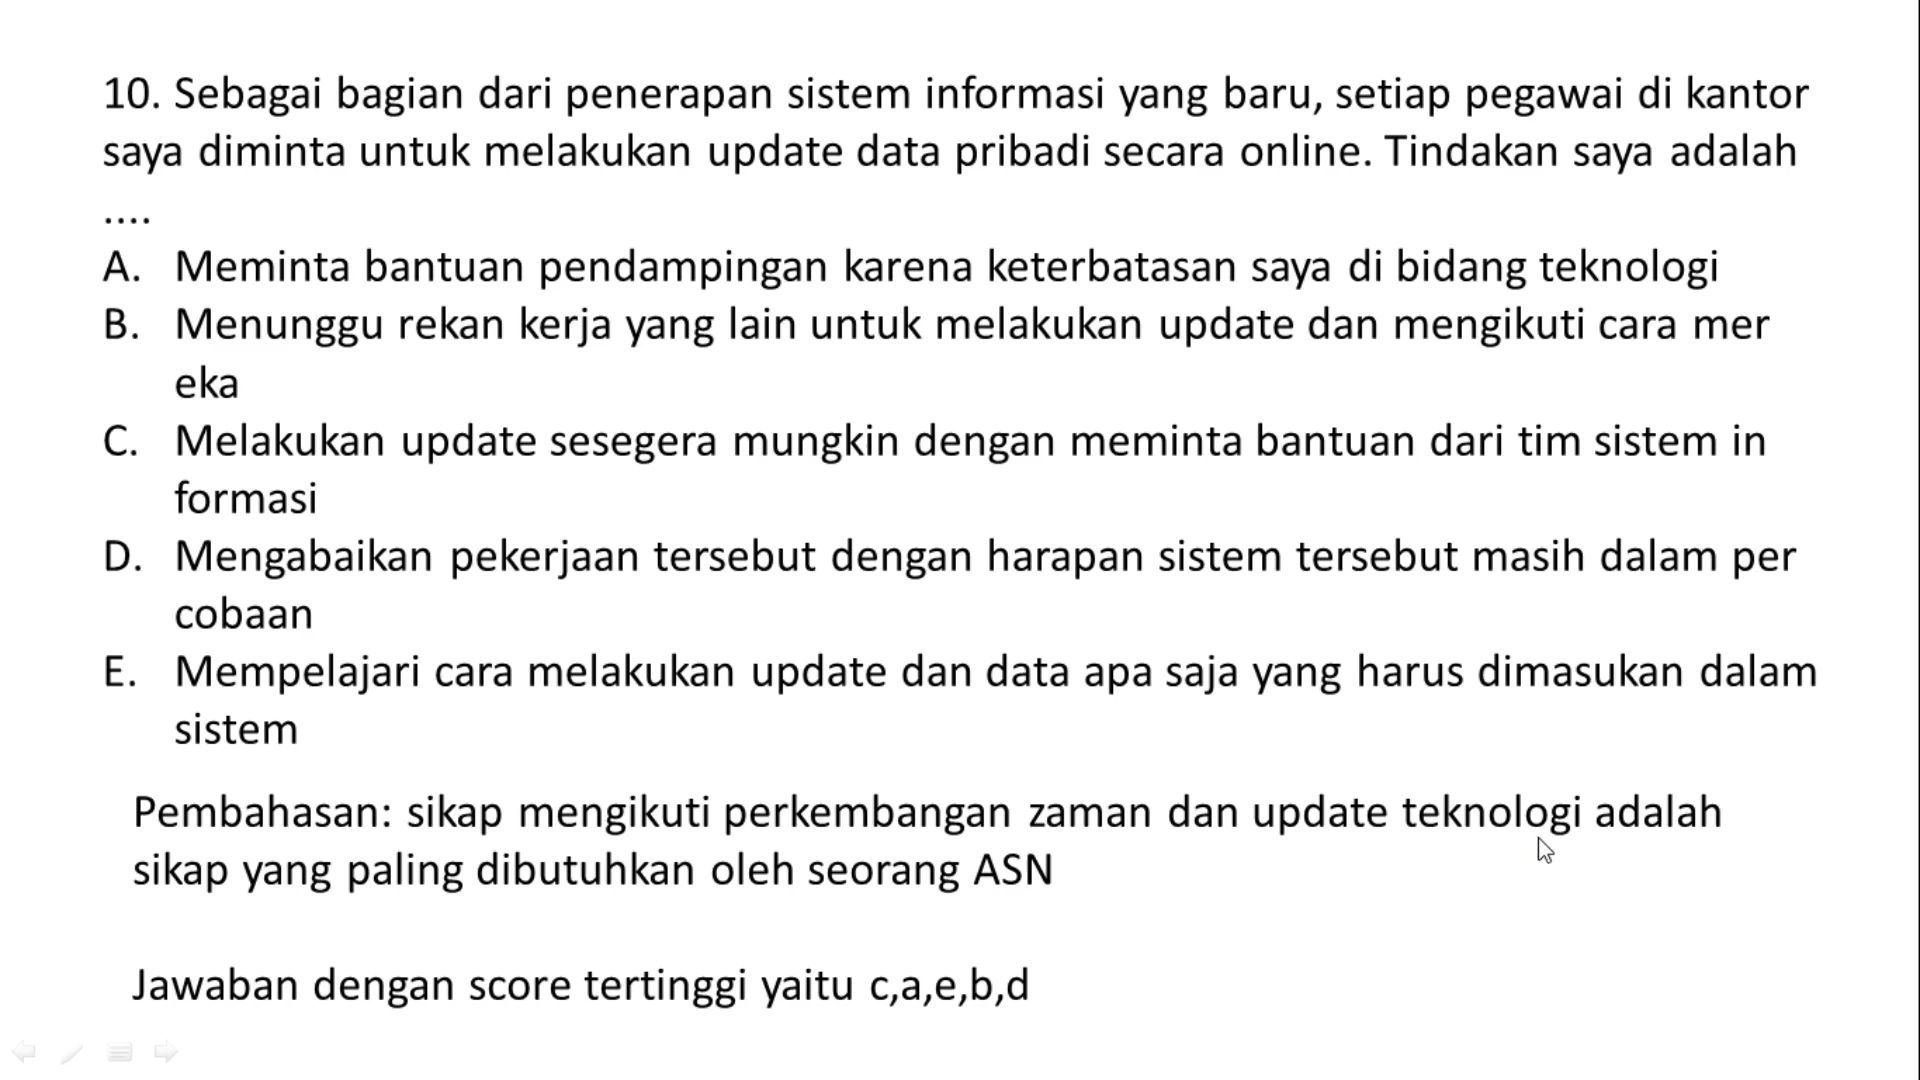 10. Sebagai bagian dari penerapan sistem informasi yang baru, setiap pegawai di kantor
saya diminta untuk melakukan update data pribadi secara online. Tindakan saya adalah
....
A. Meminta bantuan pendampingan karena keterbatasan saya di bidang teknologi
B. Menunggu rekan kerja yang lain untuk melakukan update dan mengikuti cara mer
eka
C. Melakukan update sesegera mungkin dengan meminta bantuan dari tim sistem in
formasi
D. Mengabaikan pekerjaan tersebut dengan harapan sistem tersebut masih dalam per
cobaan
E. Mempelajari cara melakukan update dan data apa saja yang harus dimasukan dalam
sistem
Pembahasan: sikap mengikuti perkembangan zaman dan update teknologi adalah
sikap yang paling dibutuhkan oleh seorang ASN
Jawaban dengan score tertinggi yaitu c,a,e,b,d